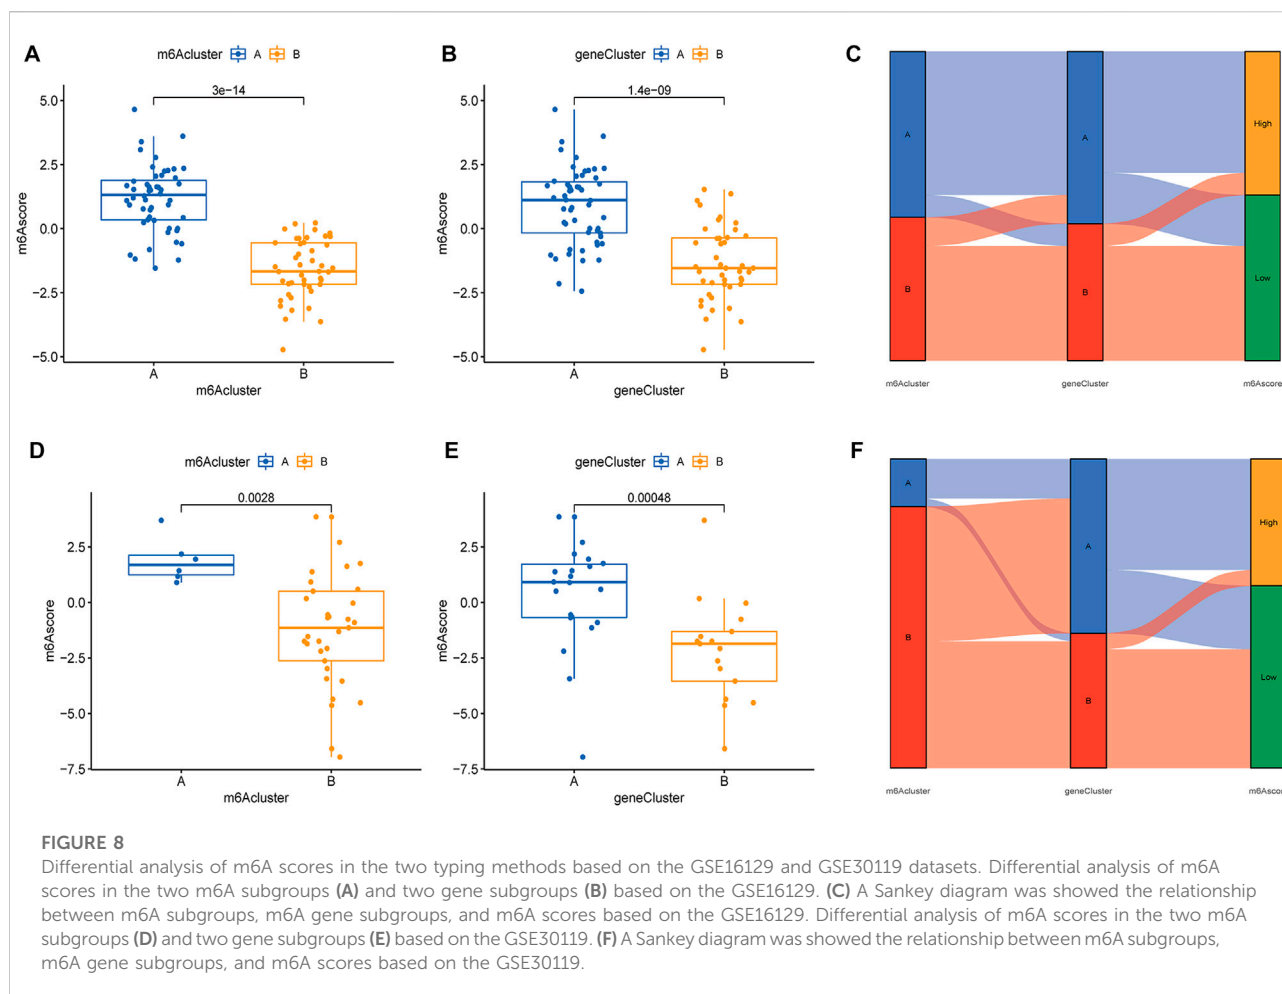 A
m6Acluster A B
3e−14
5.0
2.5
0.0
−2.5
−5.0
m6Ascore
A B
m6Acluster
B
geneCluster A B
1.4e−09
5.0
2.5
0.0
−2.5
−5.0
m6Ascore
A B
geneCluster
C
A
B
A
B
High
Low
m6Acluster geneCluster m6Ascore
D
m6Acluster A B
0.0028
2.5
0.0
−2.5
−5.0
−7.5
m6Ascore
A B
m6Acluster
E
geneCluster A B
0.00048
2.5
0.0
−2.5
−5.0
−7.5
m6Ascore
A B
geneCluster
F
A
B
A
B
High
Low
m6Acluster geneCluster m6Ascor
FIGURE 8
Differential analysis of m6A scores in the two typing methods based on the GSE16129 and GSE30119 datasets. Differential analysis of m6A
scores in the two m6A subgroups (A) and two gene subgroups (B) based on the GSE16129. (C) A Sankey diagram was showed the relationship
between m6A subgroups, m6A gene subgroups, and m6A scores based on the GSE16129. Differential analysis of m6A scores in the two m6A
subgroups (D) and two gene subgroups (E) based on the GSE30119. (F) A Sankey diagram was showed the relationship between m6A subgroups,
m6A gene subgroups, and m6A scores based on the GSE30119.